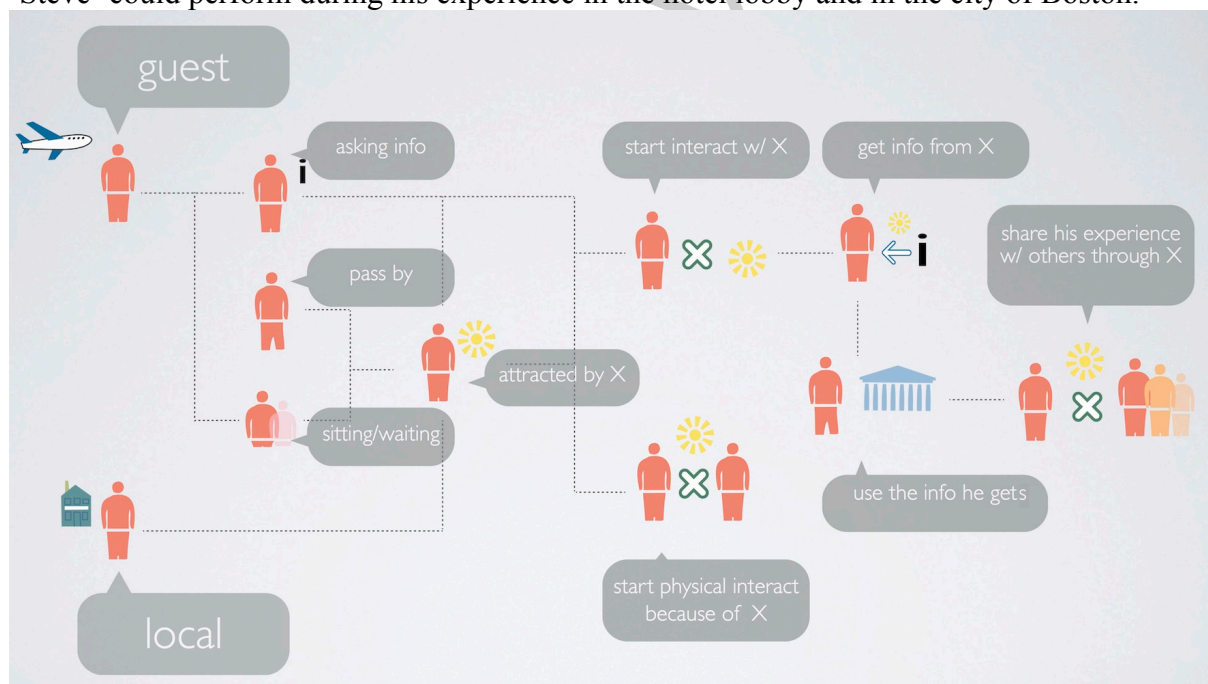 "Steve" could perform during his experience in the hotel lobby and in the city of Boston.
guest
asking info
i
start interact w/ X
get info from X
i
share his experience
w/ others through X
pass by
attracted by X
sitting/waiting
use the info he gets
start physical interact
because of X
local